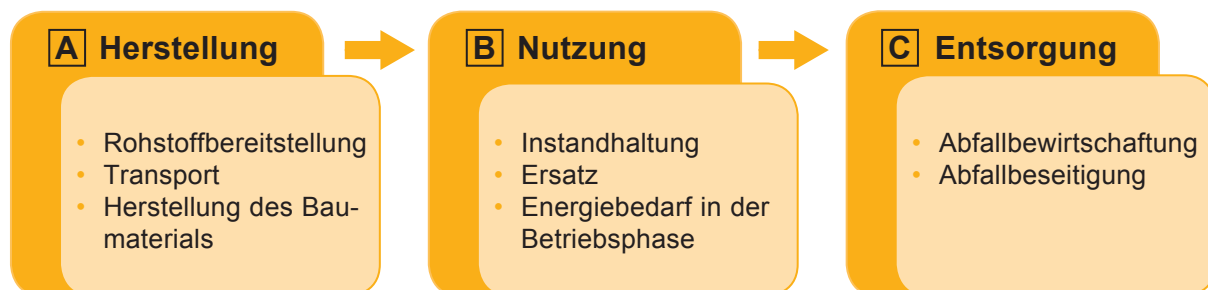 A Herstellung
• Rohstoffbereitstellung
• Transport
• Herstellung des Bau-
materials
B Nutzung
• Instandhaltung
• Ersatz
• Energiebedarf in der
Betriebsphase
C Entsorgung
• Abfallbewirtschaftung
• Abfallbeseitigung